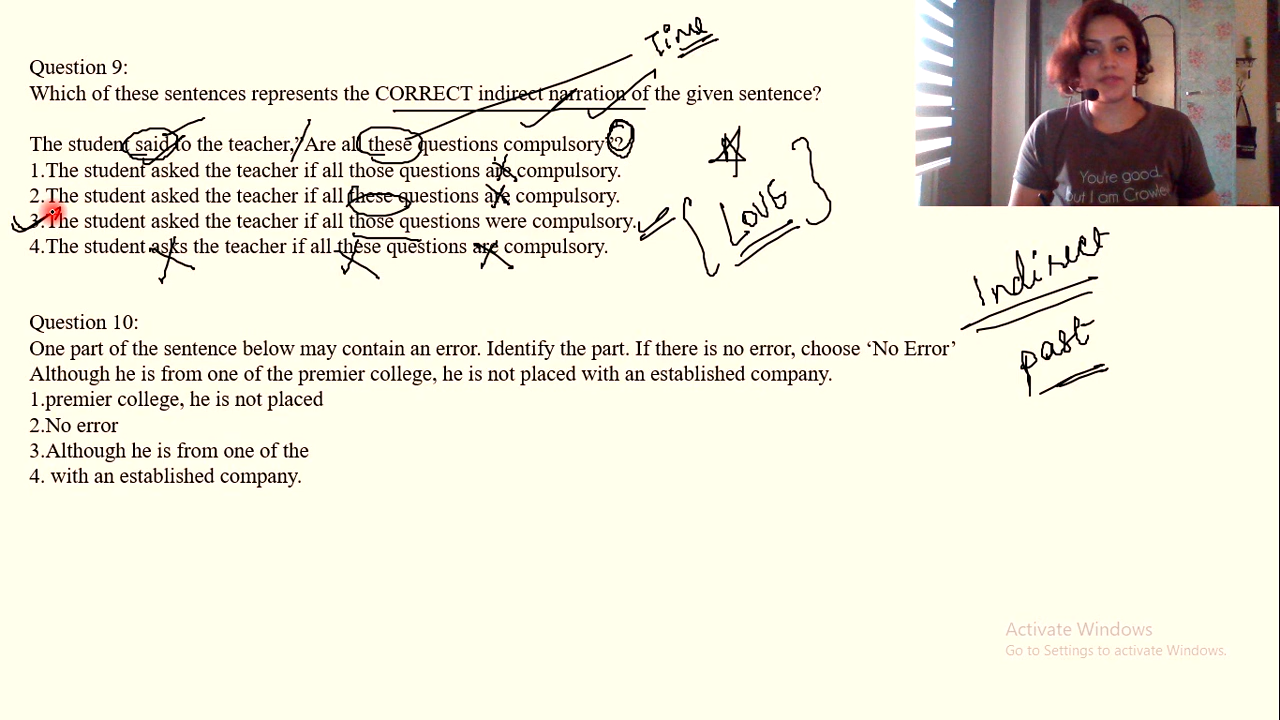 Time
Question 9:
Which of these sentences represents the CORRECT indirect narration of the given sentence?
The student said to the teacher,"Are all these questions compulsory"?
1.The student asked the teacher if all those questions are compulsory.
2.The student asked the teacher if all these questions are compulsory.
3.The student asked the teacher if all those questions were compulsory.
4.The student asks the teacher if all these questions are compulsory.
LOVE
You're good
but I am Crowle
Indirect
past
Question 10:
One part of the sentence below may contain an error. Identify the part. If there is no error, choose ‘No Error’
Although he is from one of the premier college, he is not placed with an established company.
1.premier college, he is not placed
2.No error
3.Although he is from one of the
4. with an established company.
Activate Windows
Go to Settings to activate Windows.